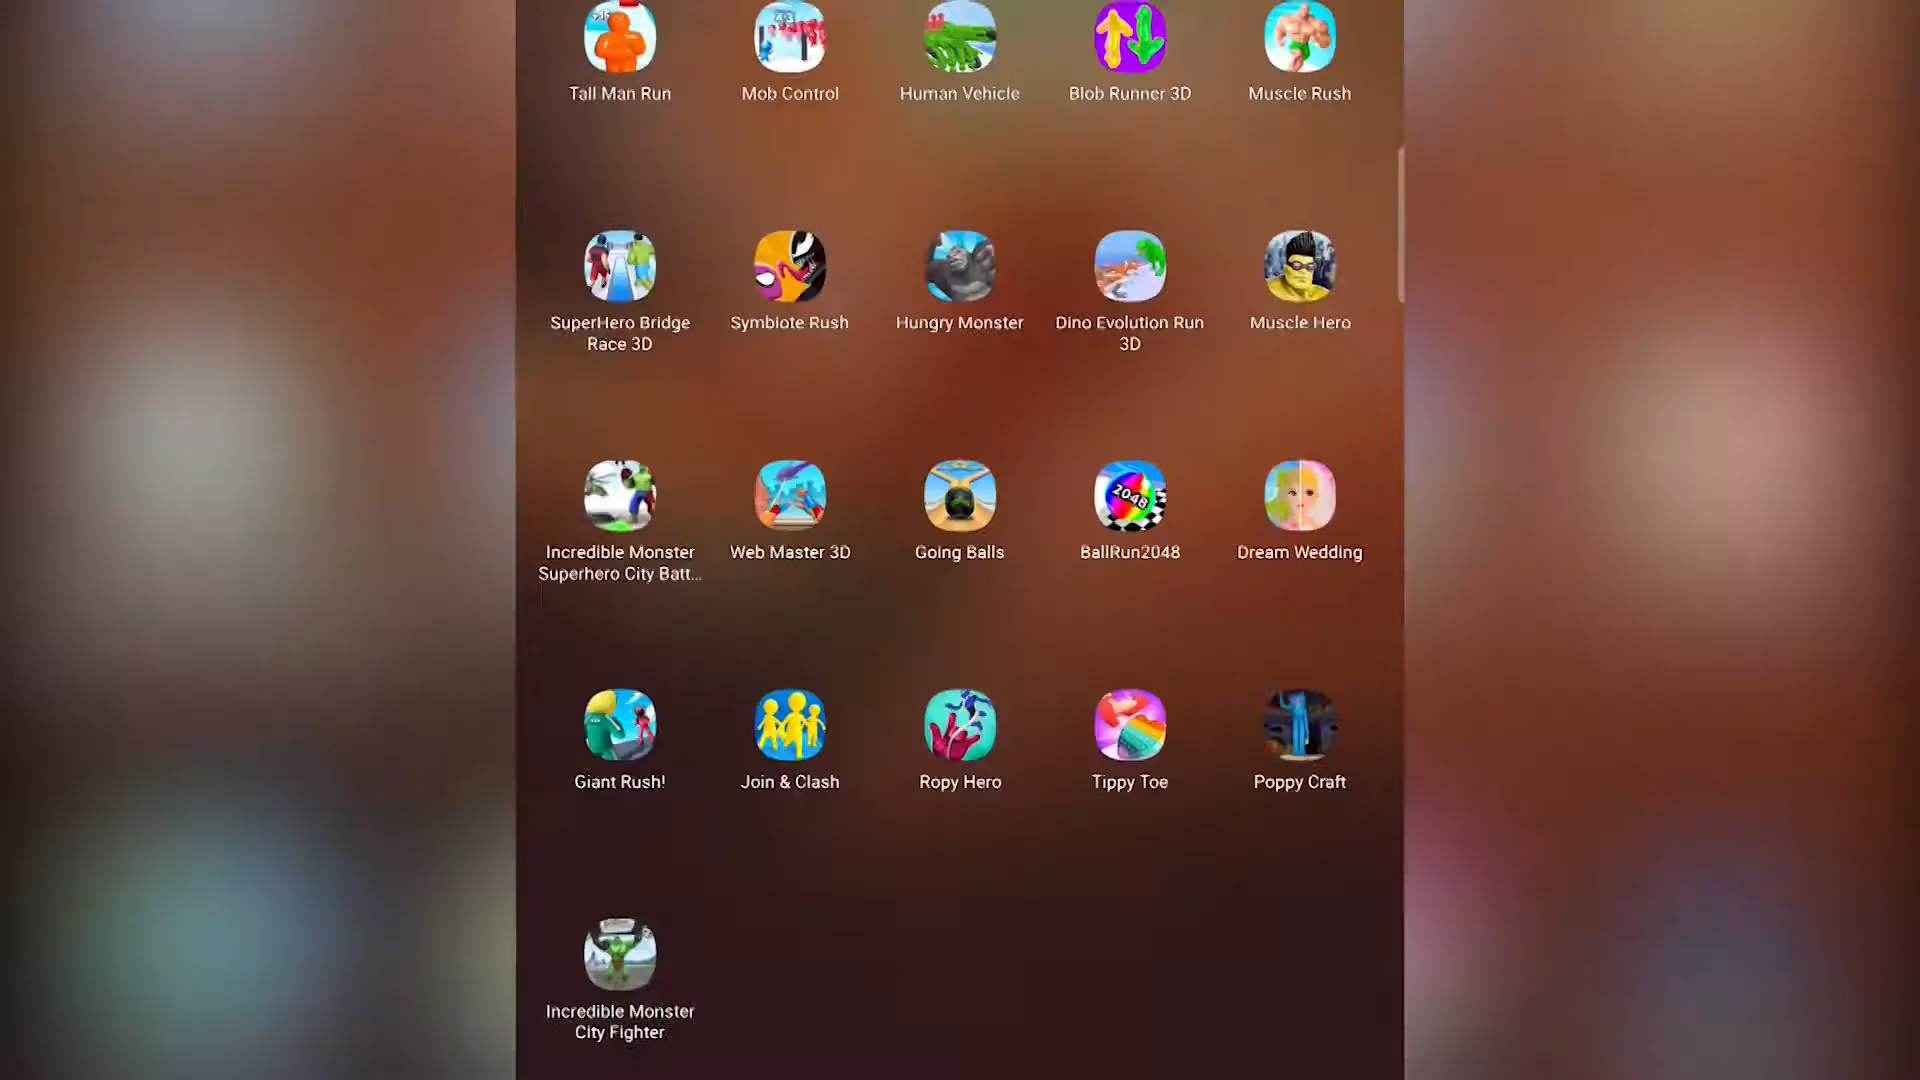 Tall Man Run
Mob Control
Human Vehicle
Blob Runner 3D
Muscle Rush
SuperHero Bridge
Race 3D
Symbiote Rush
Hungry Monster
Dino Evolution Run
3D
Muscle Hero
2048
Incredible Monster
Superhero City Batt...
Web Master 3D
Going Balls
BallRun2048
Dream Wedding
Giant Rush!
Join & Clash
Ropy Hero
Tippy Toe
Poppy Craft
Incredible Monster
City Fighter